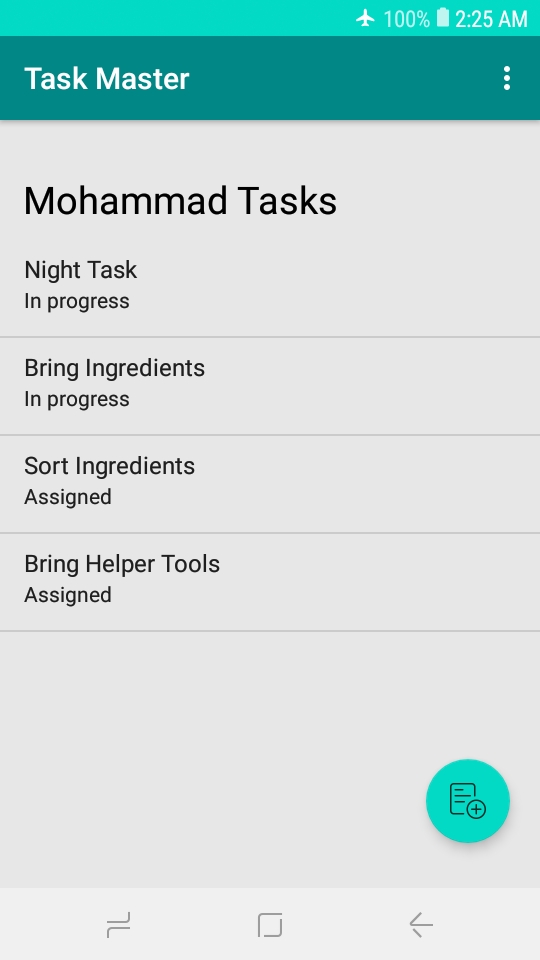 100% 2:25 AM
Task Master
Mohammad Tasks
Night Task
In progress
Bring Ingredients
In progress
Sort Ingredients
Assigned
Bring Helper Tools
Assigned